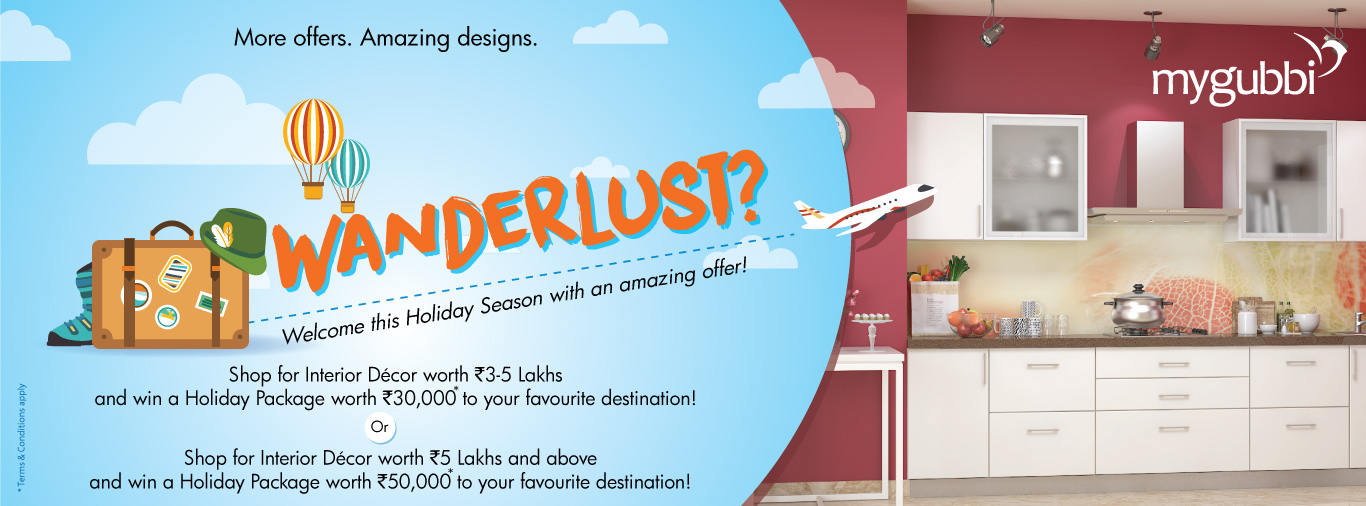 More offers. Amazing designs.
mygubbi
WANDERLUST?
Welcome this Holiday Season with an amazing offer!
Shop for Interior Décor worth ₹3-5 Lakhs
and win a Holiday Package worth ₹30,000* to your favourite destination!
Or
Shop for Interior Décor worth ₹5 Lakhs and above
and win a Holiday Package worth ₹50,000* to your favourite destination!
* Terms & Conditions apply